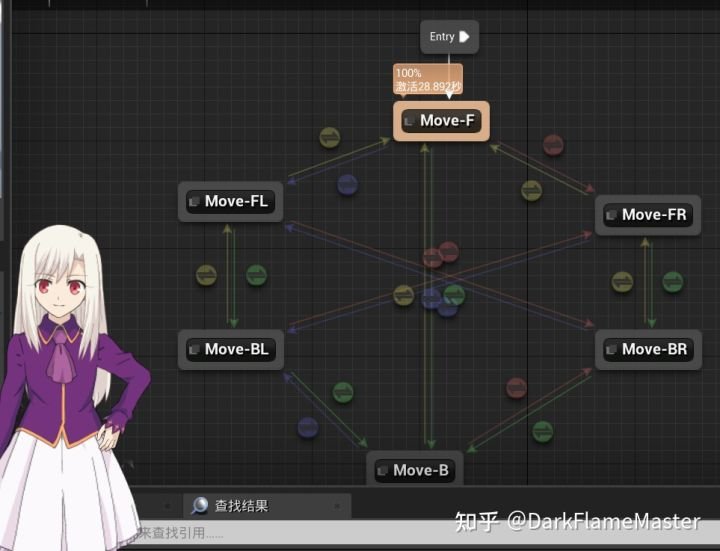 Entry
100%
激活28.892秒
Move-F
Move-FL
Move-FR
Move-BL
Move-BR
Move-B
查找结果
来查找引用......
知乎 @DarkFlameMaster